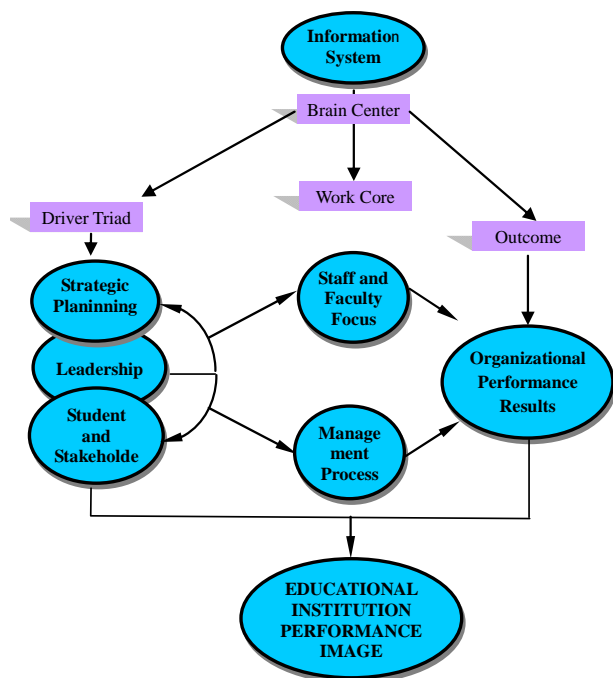 Information
System
Brain Center
Work Core
Driver Triad
Outcome
Strategic
Planinning
Staff and
Faculty
Focus
Leadership
Organizational
Performance
Results
Student
and
Stakeholde
Manage
ment
Process
EDUCATIONAL
INSTITUTION
PERFORMANCE
IMAGE